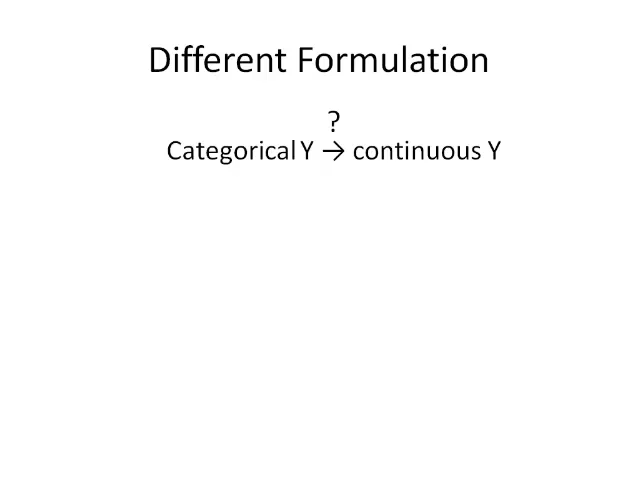 Different Formulation
?
Categorical Y → continuous Y